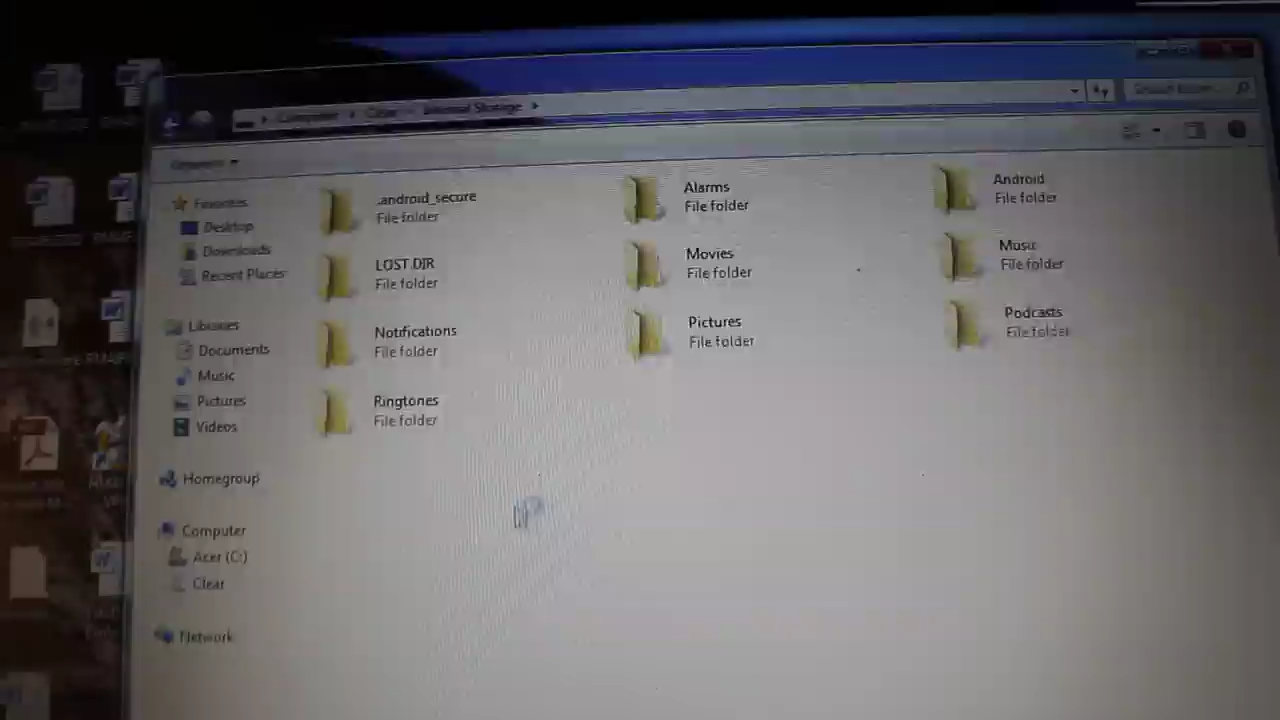 Computer
Clear
Internal Storage
Favorites
Desktop
Downloads
Recent Places
Libraries
Documents
Music
Pictures
Videos
Homegroup
Computer
Acer (C:)
Clear
Network
.android_secure
File folder
Alarms
File folder
Android
File folder
LOST.DIR
File folder
Movies
File folder
Music
File folder
Notifications
File folder
Pictures
File folder
Podcasts
File folder
Ringtones
File folder